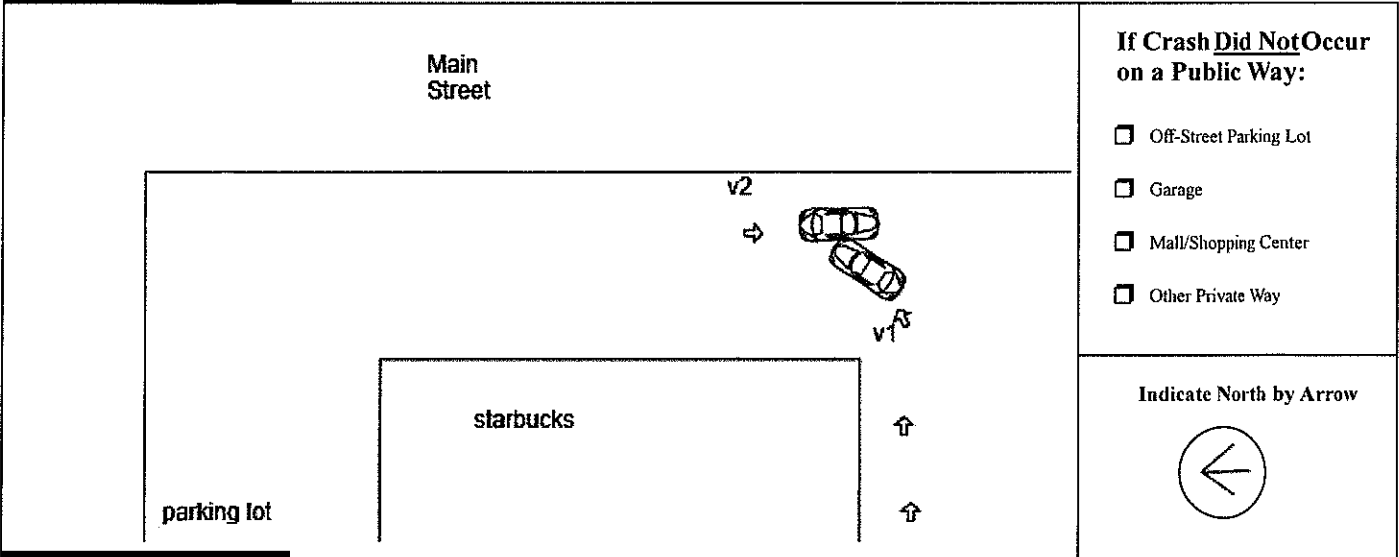 Main
Street
v2
v1
starbucks
parking lot
If Crash Did Not Occur
on a Public Way:
Off-Street Parking Lot
Garage
Mall/Shopping Center
Other Private Way
Indicate North by Arrow